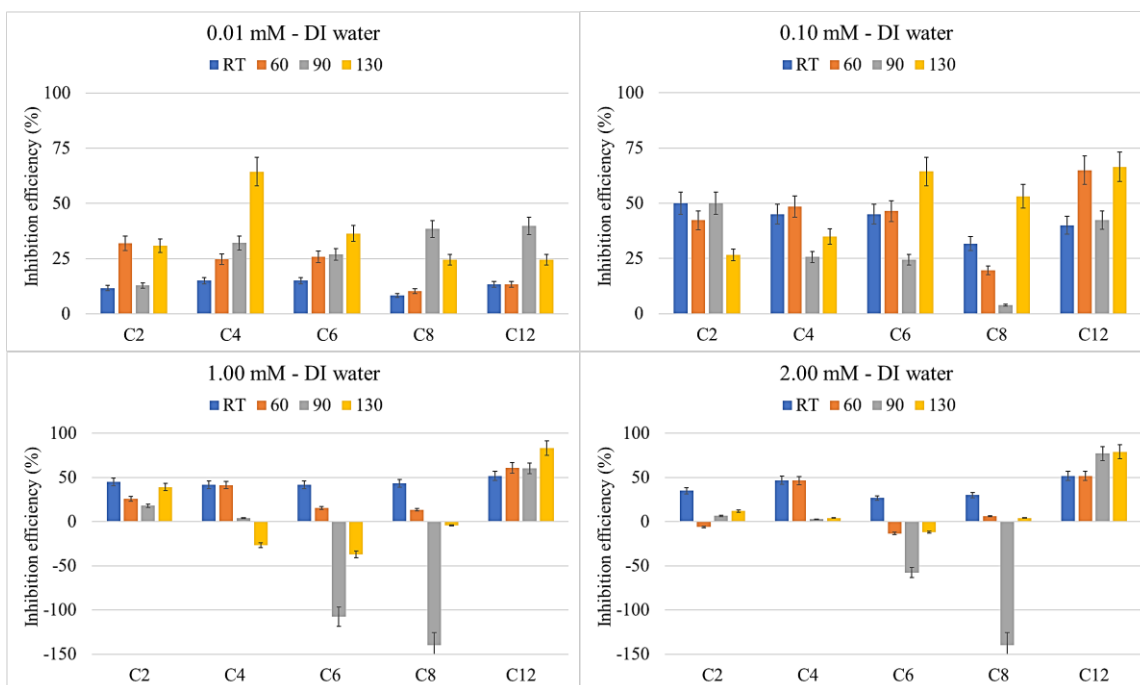 0.01 mM - DI water
RT 60 90 130
Inhibition efficiency (%)
100
75
50
25
0
C2 C4 C6 C8 C12
0.10 mM - DI water
RT 60 90 130
Inhibition efficiency (%)
100
75
50
25
0
C2 C4 C6 C8 C12
1.00 mM - DI water
RT 60 90 130
Inhibition efficiency (%)
100
50
0
-50
-100
-150
C2 C4 C6 C8 C12
2.00 mM - DI water
RT 60 90 130
Inhibition efficiency (%)
100
50
0
-50
-100
-150
C2 C4 C6 C8 C12